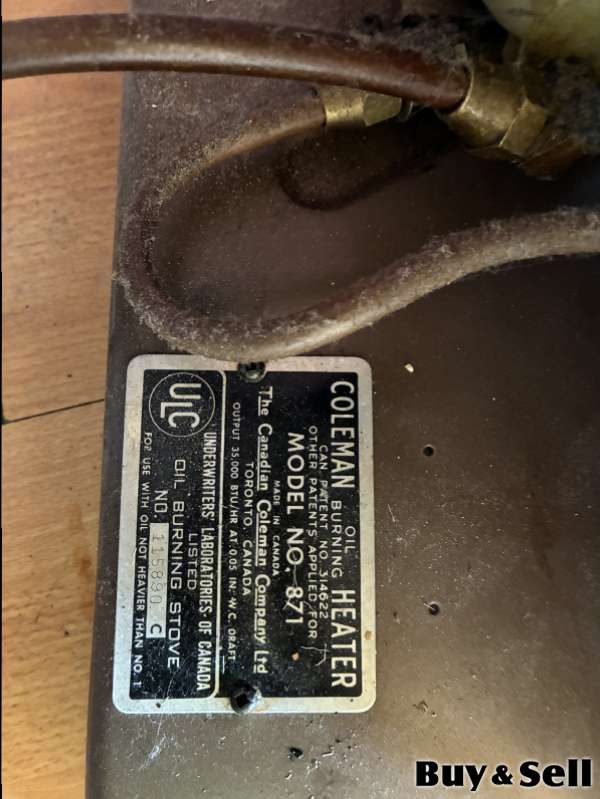 COLEMAN OIL BURNING HEATER
CAN. PATENT NO. 514622
OTHER PATENTS APPLIED FOR
MODEL NO. 871
MADE IN CANADA
The Canadian Coleman Company Ltd
TORONTO, CANADA
OUTPUT 35,000 BTU/HR AT 0.05 IN. W.C. DRAFT
UNDERWRITERS' LABORATORIES OF CANADA
ULC
LISTED
OIL BURNING STOVE
NO. 115890 C
FOR USE WITH OIL NOT HEAVIER THAN NO. 1
Buy & Sell